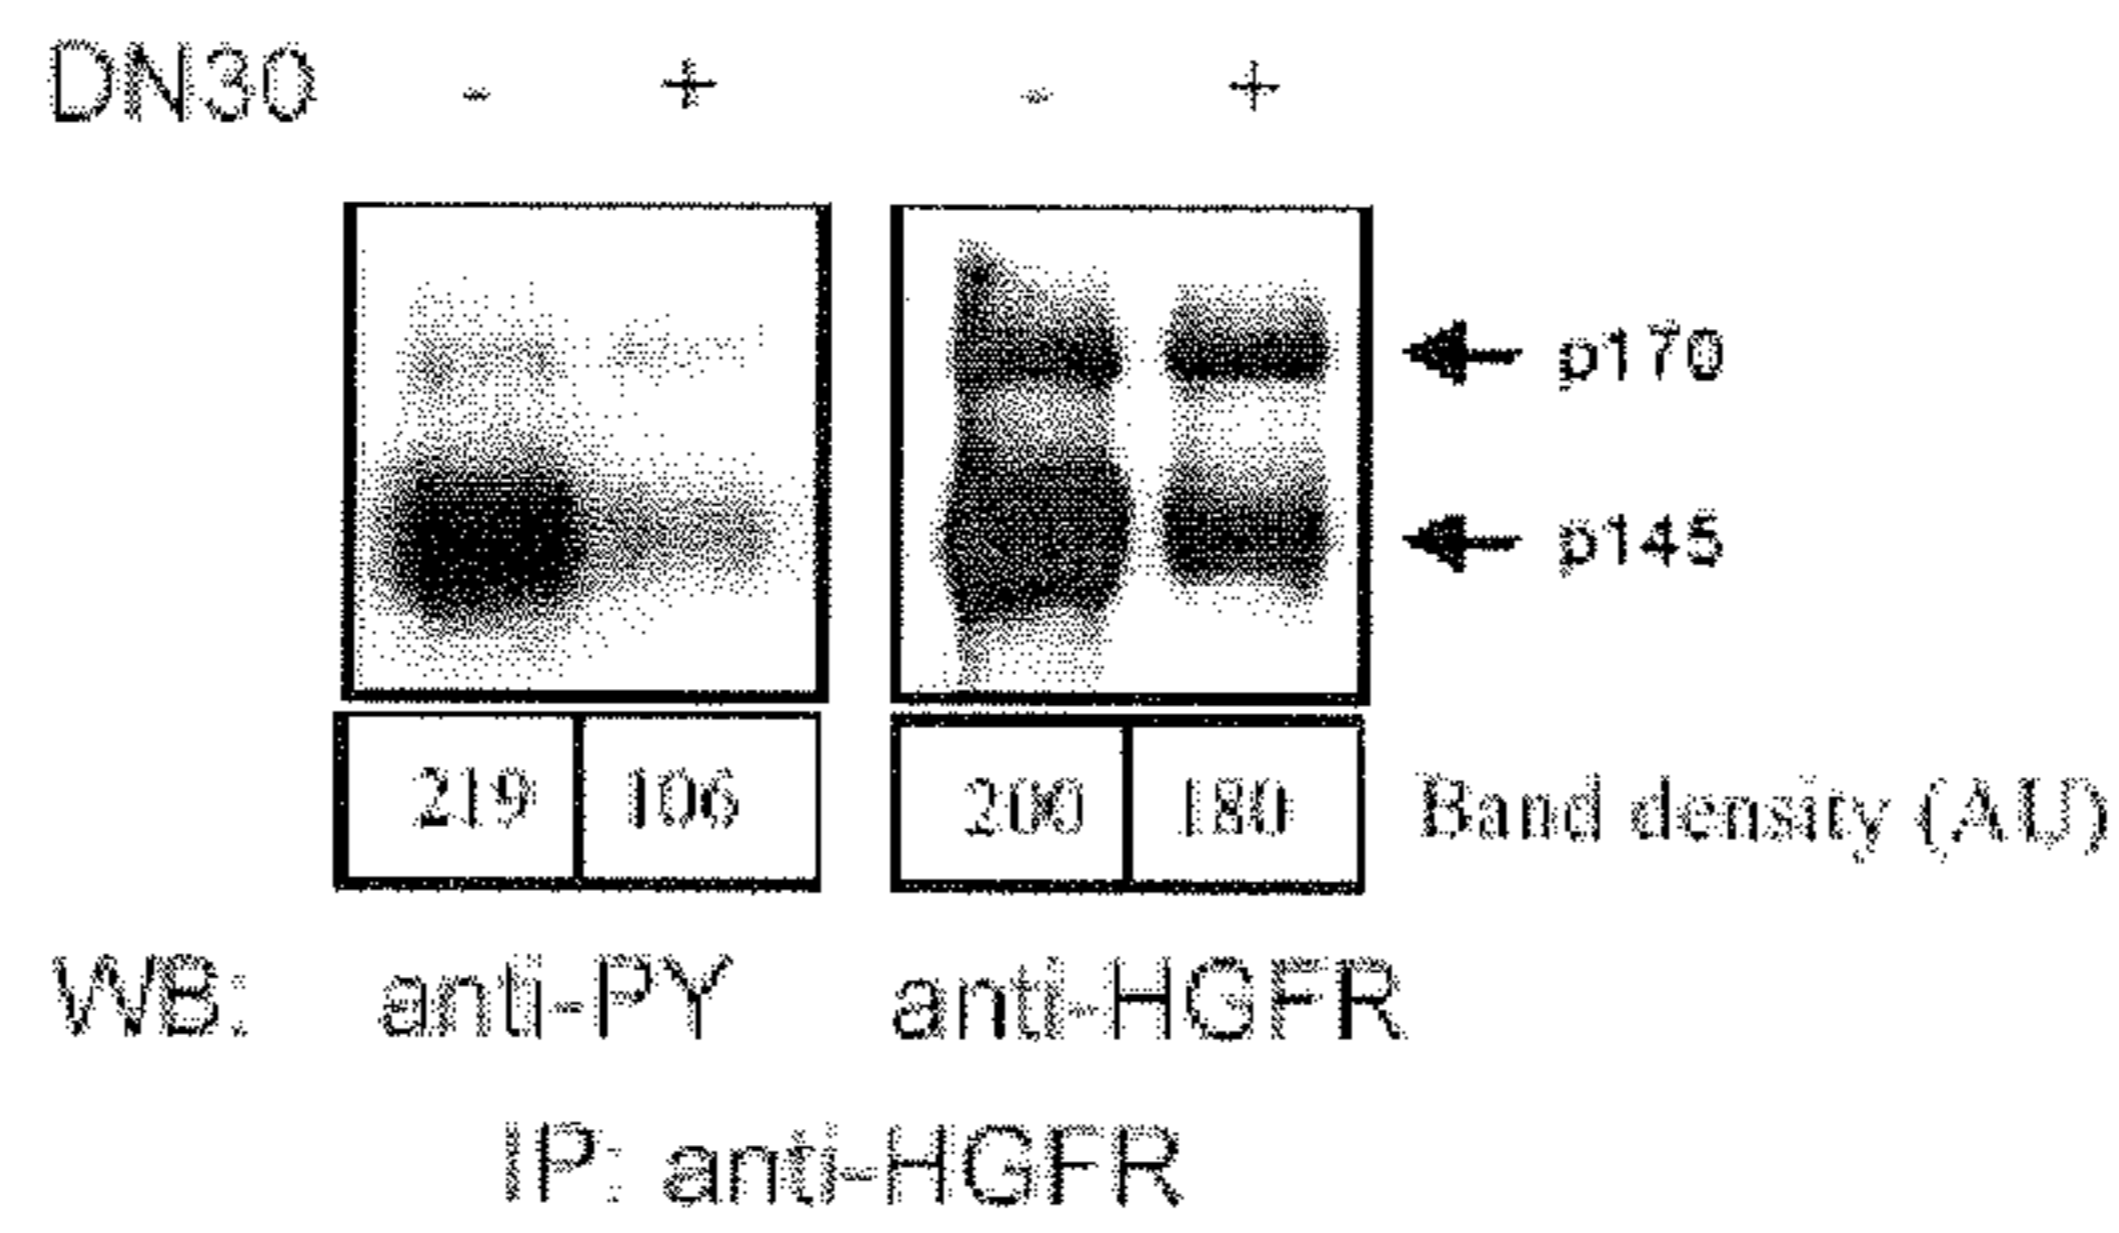 DN30 - + - +
p170
p145
219 106 200 180 Band density (AU)
WB: anti-PY anti-HGFR
IP: anti-HGFR